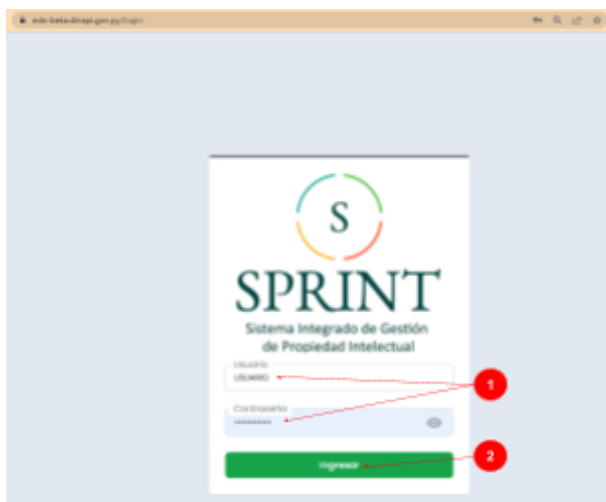 S
SPRINT
Sistema Integrado de Gestión
de Propiedad Intelectual
Usuario
USUARIO
1
Contraseña
Ingresar
2